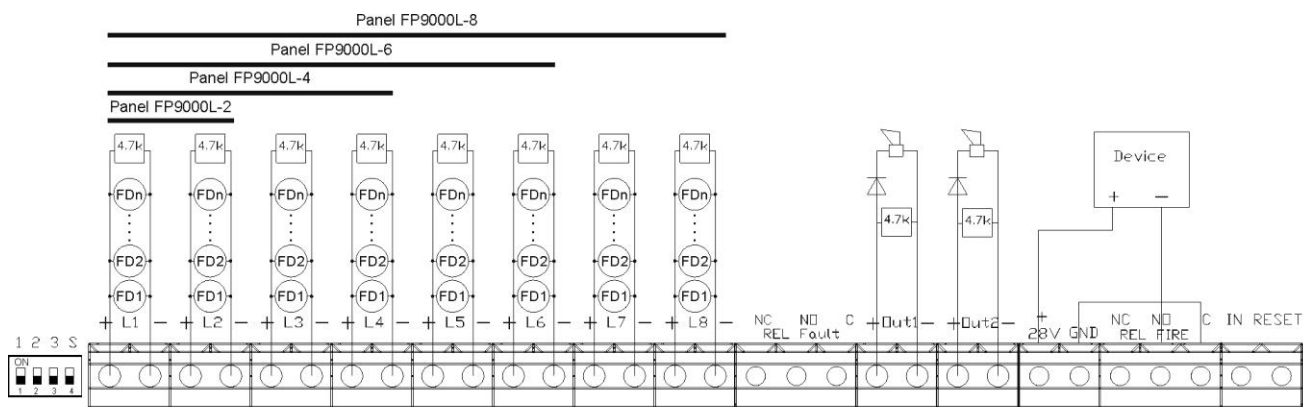 Panel FP9000L-8
Panel FP9000L-6
Panel FP9000L-4
Panel FP9000L-2
4.7k 4.7k 4.7k 4.7k 4.7k 4.7k 4.7k 4.7k
Device
+ −
FDn FDn FDn FDn FDn FDn FDn FDn
4.7k 4.7k
FD2 FD2 FD2 FD2 FD2 FD2 FD2 FD2
FD1 FD1 FD1 FD1 FD1 FD1 FD1 FD1
+ L1 − + L2 − + L3 − + L4 − + L5 − + L6 − + L7 − + L8 − NC NO C +Out1− +Out2− + NC NO C IN RESET
REL Fault 28V GND REL FIRE
1 2 3 S
ON
1 2 3 4